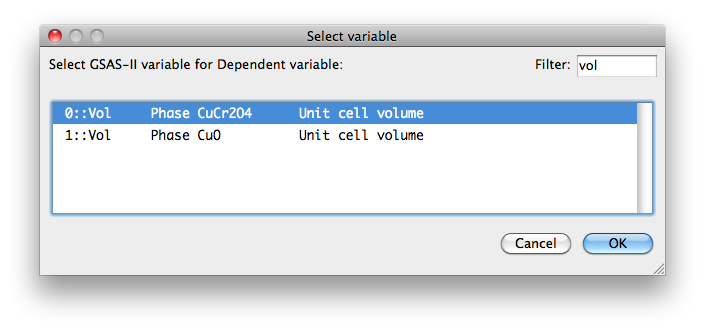 Select variable
Select GSAS-II variable for Dependent variable: Filter: vol
0::Vol Phase CuCr2O4 Unit cell volume
1::Vol Phase CuO Unit cell volume
Cancel OK